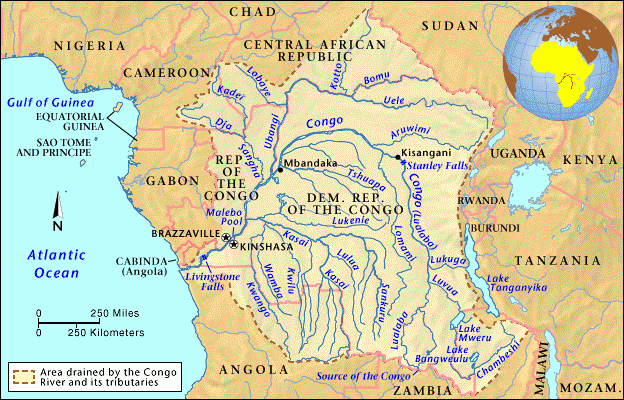 CHAD
SUDAN
NIGERIA
CENTRAL AFRICAN
REPUBLIC
CAMEROON
Kotto
Bomu
Lobaye
Kadei
Uele
Gulf of Guinea
EQUATORIAL
GUINEA
Dja
Ubangi
Congo
Aruwimi
SAO TOME
AND PRINCIPE
Sangha
Kisangani
Stanley Falls
UGANDA
KENYA
REP
OF
THE
CONGO
Mbandaka
Tshuapa
GABON
DEM. REP.
OF THE CONGO
Congo (Lualaba)
RWANDA
N
Malebo
Pool
Lukenie
Lomami
BURUNDI
BRAZZAVILLE
KINSHASA
Kasai
Atlantic
Ocean
CABINDA
(Angola)
Livingstone
Falls
Wamba
Kwilu
Lulua
Kasai
Sankuru
Lukuga
TANZANIA
Lake
Tanganyika
Kwango
Luvua
Lualaba
0 250 Miles
0 250 Kilometers
Lake
Mweru
Lake
Bangweulu
Chambeshi
MALAWI
Area drained by the Congo
River and its tributaries
ANGOLA
Source of the Congo
ZAMBIA
MOZAM.